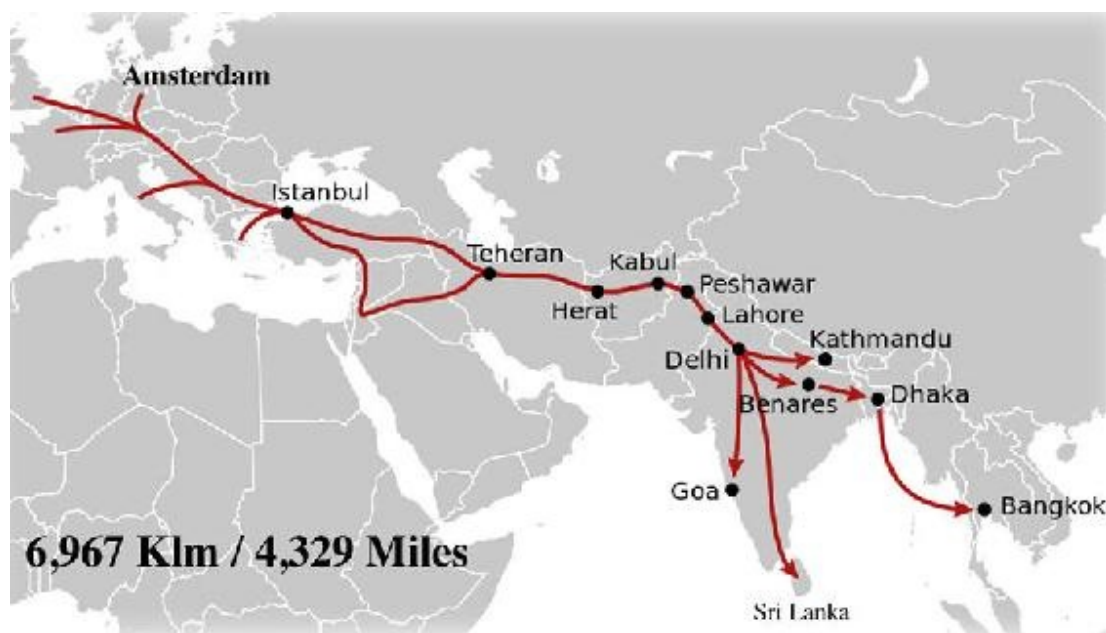 Amsterdam
Istanbul
Teheran
Kabul
Herat
Peshawar
Lahore
Kathmandu
Delhi
Benares
Dhaka
Goa
Bangkok
6,967 Klm / 4,329 Miles
Sri Lanka